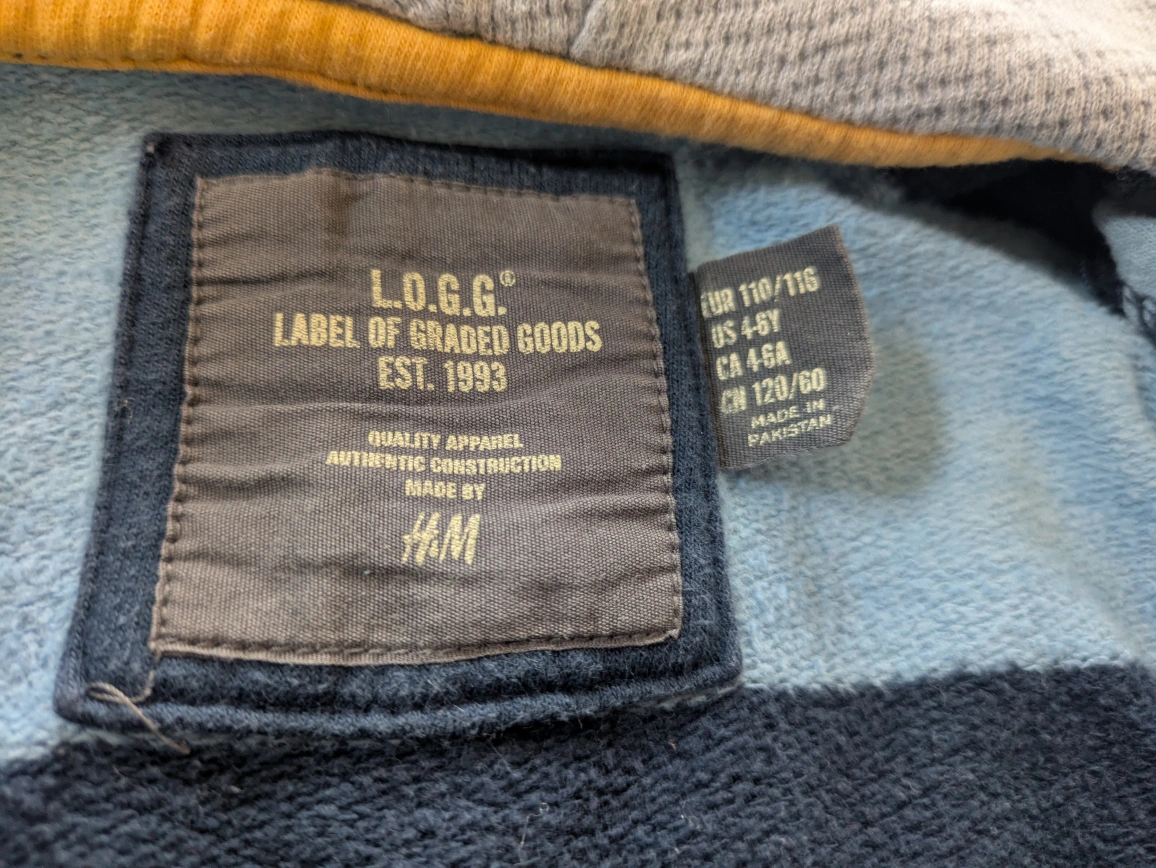 L.O.G.G.®
LABEL OF GRADED GOODS
EST. 1993
QUALITY APPAREL
AUTHENTIC CONSTRUCTION
MADE BY
H&M
EUR 110/116
US 4-6Y
CA 4-6A
CN 120/60
MADE IN
PAKISTAN